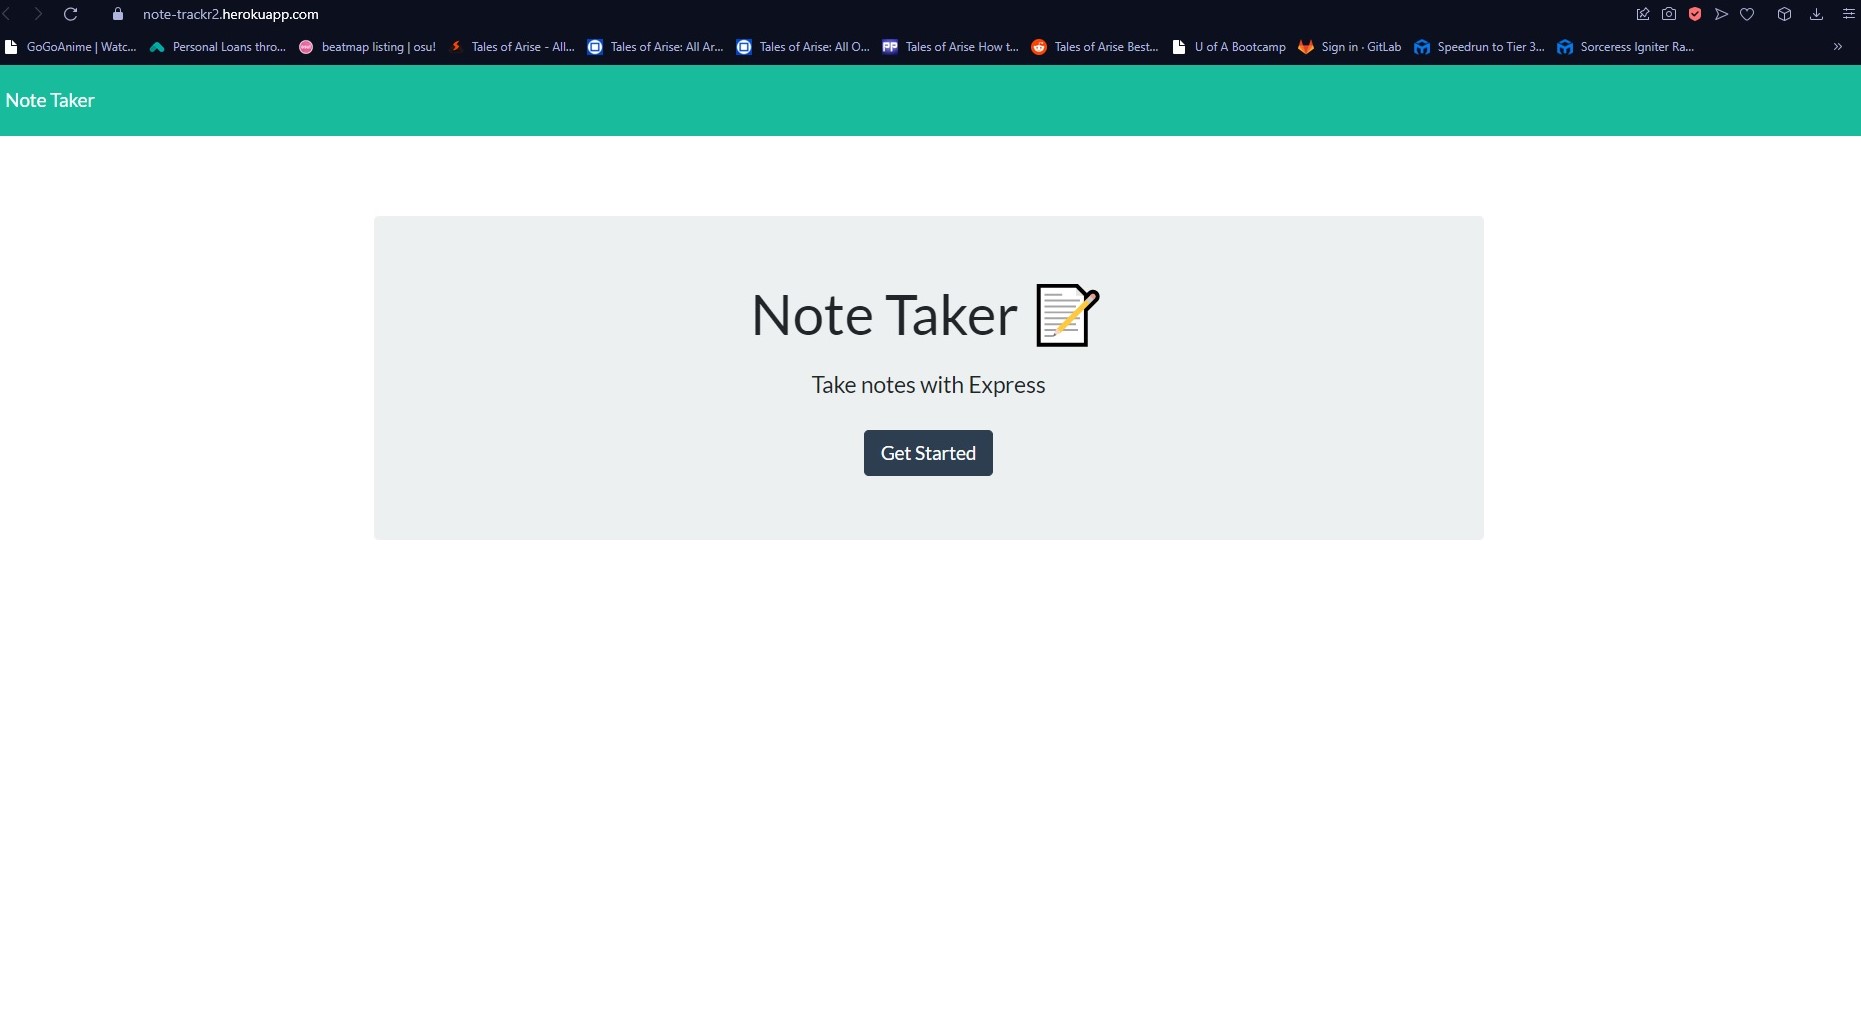 note-trackr2.herokuapp.com
GoGoAnime | Watc... Personal Loans thro... beatmap listing | osu! Tales of Arise - All... Tales of Arise: All Ar... Tales of Arise: All O... PP Tales of Arise How t... Tales of Arise Best... U of A Bootcamp Sign in · GitLab Speedrun to Tier 3... Sorceress Igniter Ra... »
Note Taker
Note Taker
Take notes with Express
Get Started